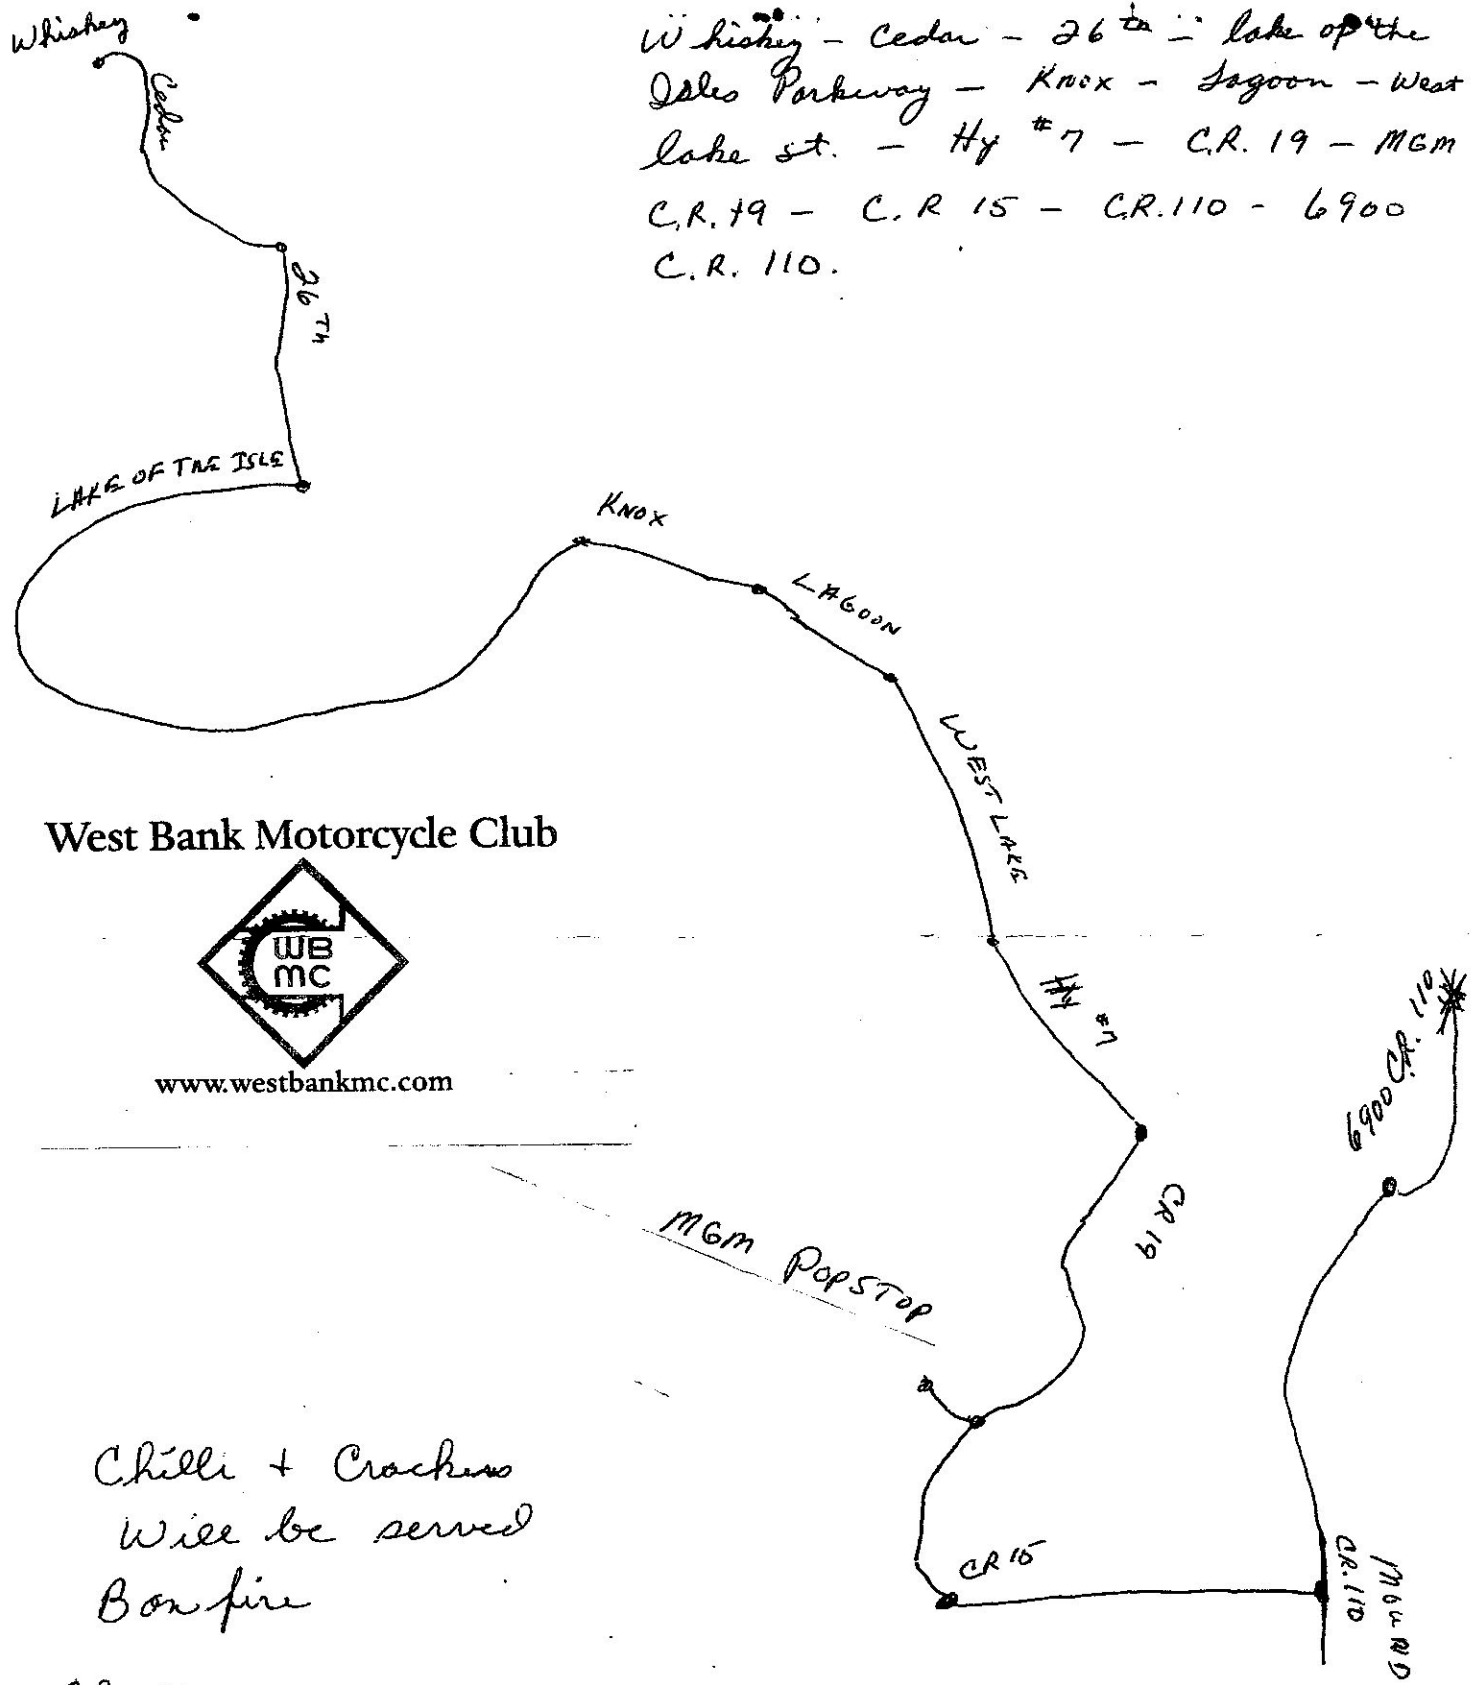 Whiskey
Whiskey - Cedar - 26th - lake of the
Isles Parkway - Knox - Lagoon - West
lake st. - Hy #7 - C.R. 19 - MGM
C.R. 19 - C.R 15 - C.R. 110 - 6900
C.R. 110.
Cedar
26 TH
LAKE OF THE ISLE
KNOX
LAGOON
WEST LAKE
West Bank Motorcycle Club
WB
MC
www.westbankmc.com
Hy #7
6900 CR. 110
CR 19
MGM POPSTOP
Chilli + Crackers
Will be served
Bonfire
CR 15
CR. 110
MOUND